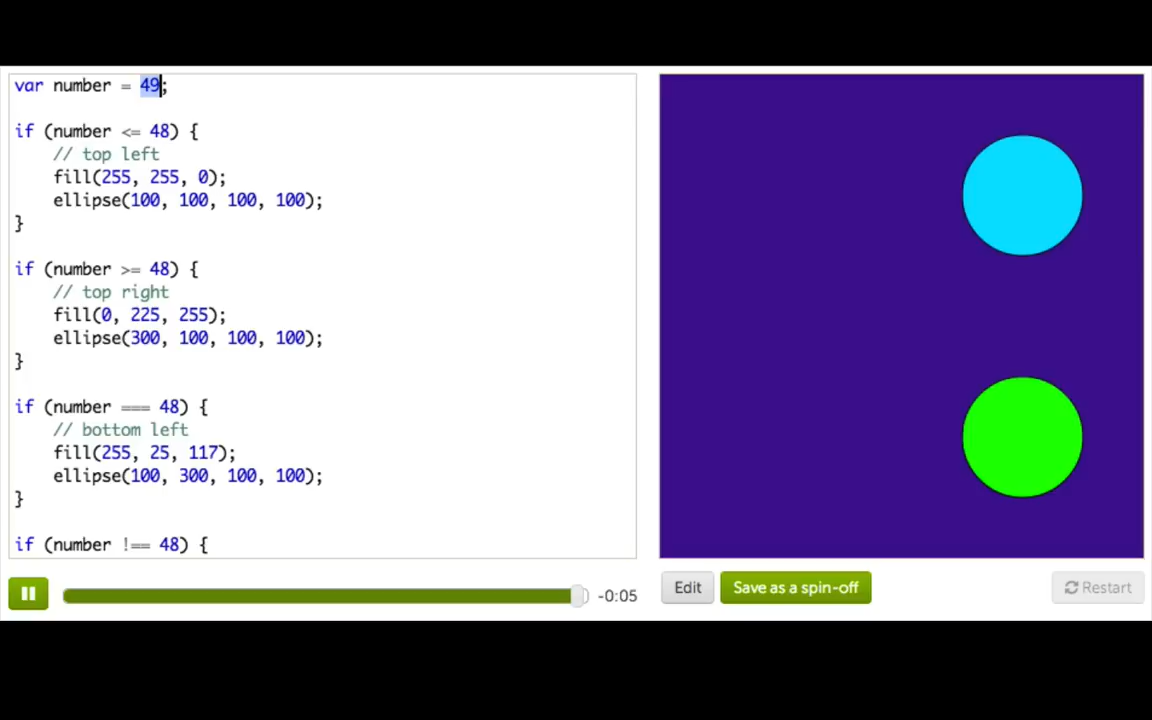 var number = 49;
if (number <= 48) {
// top left
fill(255, 255, 0);
ellipse(100, 100, 100, 100);
}
if (number >= 48) {
// top right
fill(0, 225, 255);
ellipse(300, 100, 100, 100);
}
if (number === 48) {
// bottom left
fill(255, 25, 117);
ellipse(100, 300, 100, 100);
}
if (number !== 48) {
-0:05
Edit
Save as a spin-off
Restart